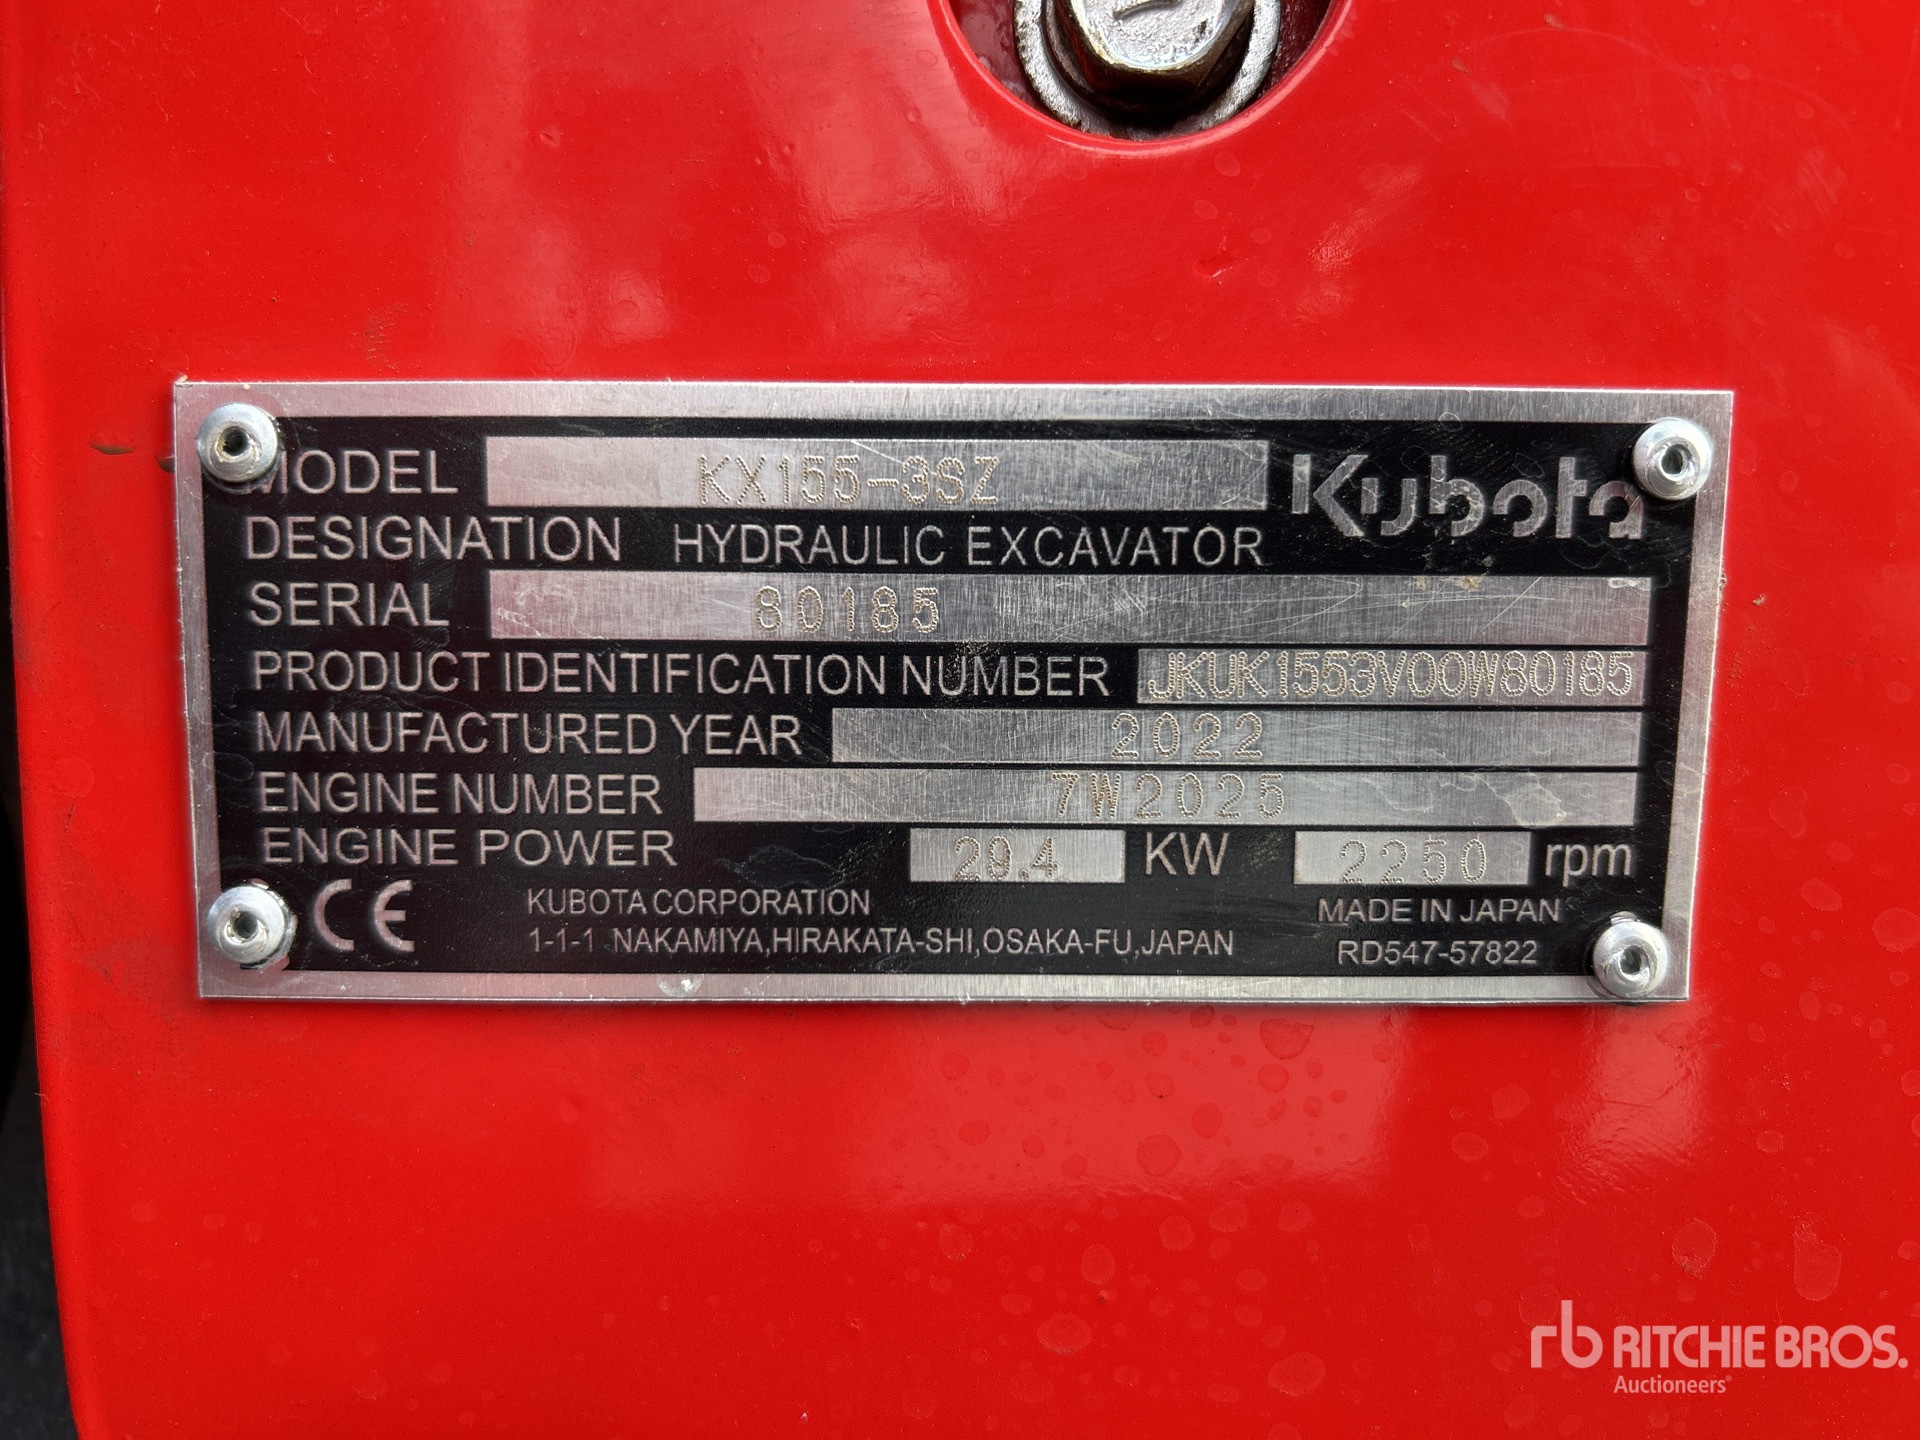 MODEL KX155-3SZ Kubota
DESIGNATION HYDRAULIC EXCAVATOR
SERIAL 80185
PRODUCT IDENTIFICATION NUMBER JKUK1553V00W80185
MANUFACTURED YEAR 2022
ENGINE NUMBER 7W2025
ENGINE POWER 20.4 KW 2250 rpm
CE KUBOTA CORPORATION MADE IN JAPAN
1-1-1 NAKAMIYA,HIRAKATA-SHI,OSAKA-FU,JAPAN RD547-57822
rb RITCHIE BROS.
Auctioneers